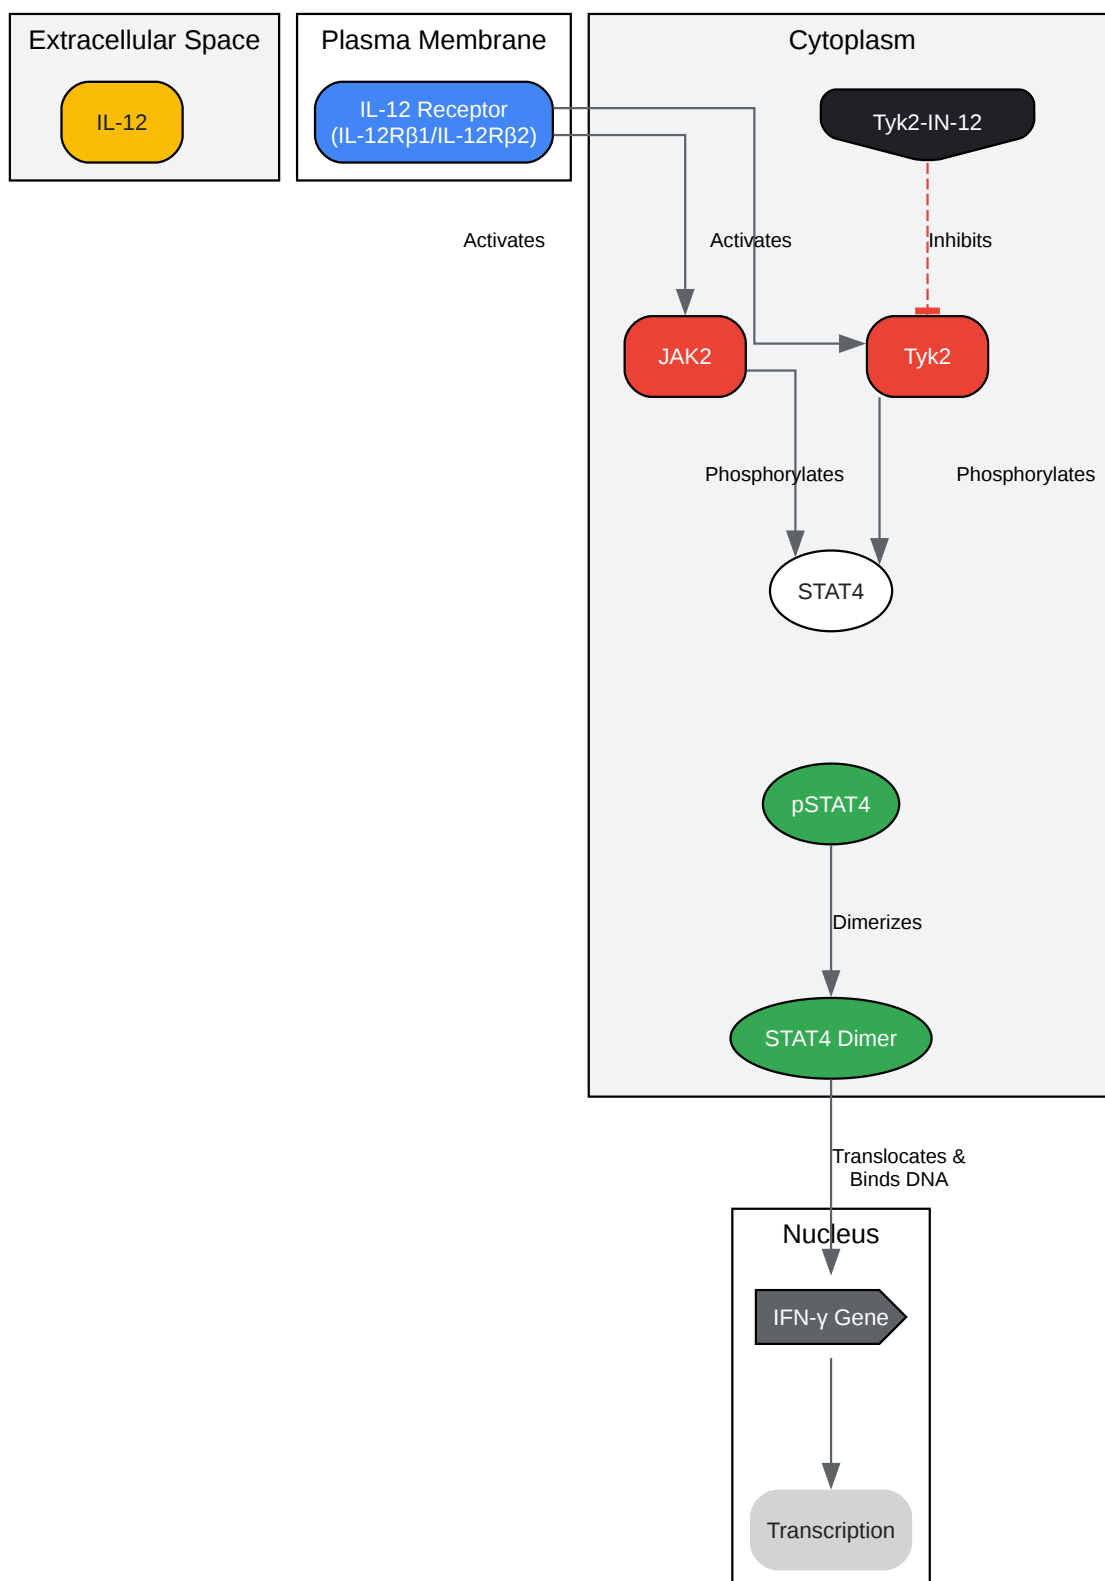 Extracellular Space
Plasma Membrane
Cytoplasm
IL-12
IL-12 Receptor
(IL-12Rβ1/IL-12Rβ2)
Tyk2-IN-12
Activates
Activates
Inhibits
JAK2
Tyk2
Phosphorylates
Phosphorylates
STAT4
pSTAT4
Dimerizes
STAT4 Dimer
Translocates &
Binds DNA
Nucleus
IFN-γ Gene
Transcription